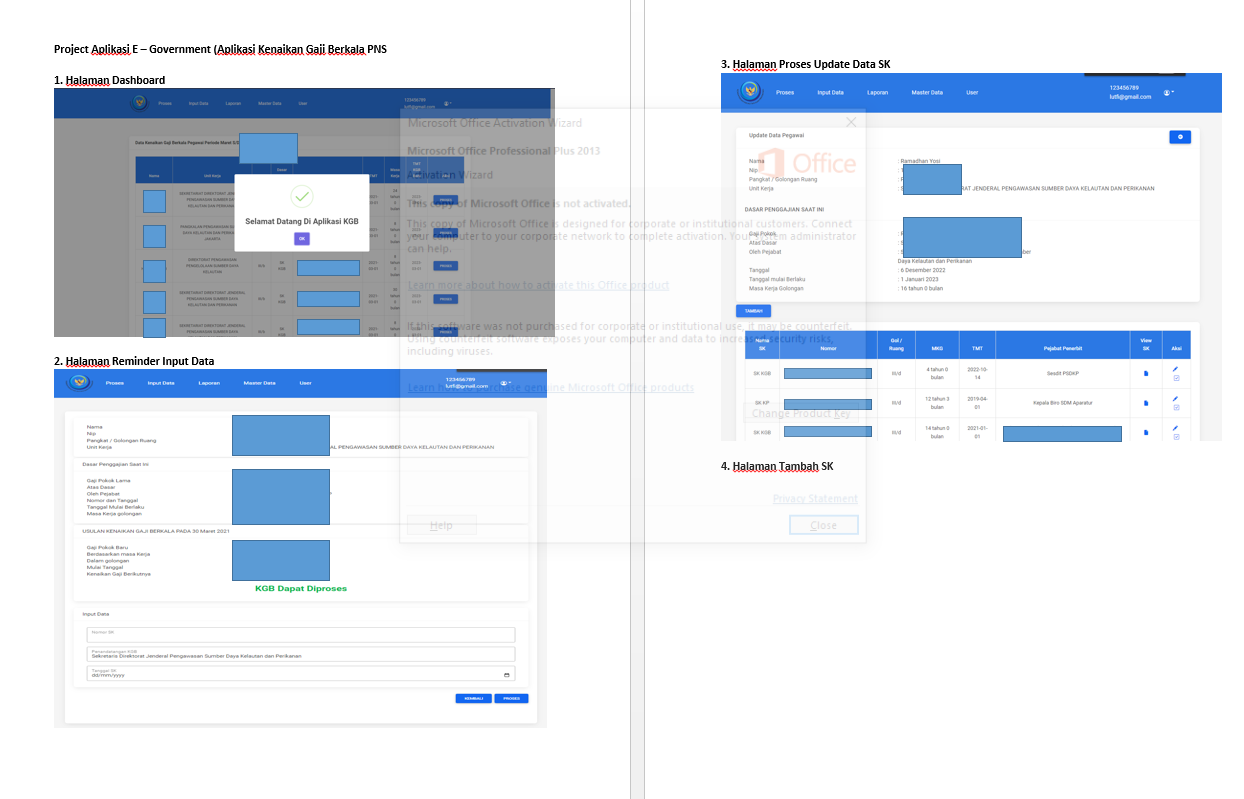 Project Aplikasi E – Government (Aplikasi Kenaikan Gaji Berkala PNS
1. Halaman Dashboard
Proses Input Data Laporan Master Data User
123456789
lutfi@gmail.com
Data Kenaikan Gaji Berkala Pegawai Periode Maret
Nama Unit Kerja
SEKRETARIAT DIREKTORAT JENDERAL PENGAWASAN SUMBER DAYA KELAUTAN DAN PERIKANAN
PROSES
Selamat Datang Di Aplikasi KGB
OK
PANGKALAN PENGAWASAN SUMBER DAYA KELAUTAN DAN PERIKANAN JAKARTA
PROSES
DIREKTORAT PENGAWASAN PENGELOLAAN SUMBERDAYA KELAUTAN
III/b SK KGB
PROSES
SEKRETARIAT DIREKTORAT JENDERAL PENGAWASAN SUMBER DAYA KELAUTAN DAN PERIKANAN
SK KGB
PROSES
SEKRETARIAT DIREKTORAT JENDERAL PENGAWASAN SUMBER DAYA KELAUTAN DAN PERIKANAN
SK KGB
PROSES
2. Halaman Reminder Input Data
Proses Input Data Laporan Master Data User
123456789
lutfi@gmail.com
Nama
Nip
Pangkat / Golongan Ruang
Unit Kerja AL PENGAWASAN SUMBER DAYA KELAUTAN DAN PERIKANAN
Dasar Penggajian Saat Ini
Gaji Pokok Lama
Atas Dasar
Oleh Pejabat
Nomor dan Tanggal
Tanggal Mulai Berlaku
Masa Kerja golongan
USULAN KENAIKAN GAJI BERKALA PADA 30 Maret 2021
Gaji Pokok Baru
Berdasarkan masa Kerja
Dalam golongan
Mulai Tanggal
Kenaikan Gaji Berikutnya
KGB Dapat Diproses
Input Data
Nomor SK
Penandatangan KGB
Sekretaris Direktorat Jenderal Pengawasan Sumber Daya Kelautan dan Perikanan
Tanggal SK
dd/mm/yyyy
KEMBALI PROSES
3. Halaman Proses Update Data SK
Proses Input Data Laporan Master Data User
123456789
lutfi@gmail.com
Update Data Pegawai
Nama : Ramadhan Yosi
Nip
Pangkat / Golongan Ruang
Unit Kerja RAT JENDERAL PENGAWASAN SUMBER DAYA KELAUTAN DAN PERIKANAN
DASAR PENGGAJIAN SAAT INI
Gaji Pokok
Atas Dasar
Oleh Pejabat ber
Daya Kelautan dan Perikanan
Tanggal : 6 Desember 2022
Tanggal mulai Berlaku : 1 Januari 2023
Masa Kerja Golongan : 16 tahun 0 bulan
TAMBAH
Nama SK Nomor Gol / Ruang MKG TMT Pejabat Penerbit View SK Aksi
SK KGB III/d 4 tahun 0 bulan 2022-10-14 Sesdit PSDKP
SK KP III/d 12 tahun 3 bulan 2019-04-01 Kepala Biro SDM Aparatur
SK KGB III/d 14 tahun 0 bulan 2021-01-01
4. Halaman Tambah SK
Microsoft Office Activation Wizard
Microsoft Office Professional Plus 2013
Office
Activation Wizard
This copy of Microsoft Office is not activated.
This copy of Microsoft Office is designed for corporate or institutional customers. Connect
your computer to your corporate network to complete activation. Your system administrator
can help.
Learn more about how to activate this Office product
If this software was not purchased for corporate or institutional use, it may be counterfeit.
Using counterfeit software exposes your computer and data to increased security risks,
including viruses.
Learn how to purchase genuine Microsoft Office products
Change Product Key
Privacy Statement
Help Close